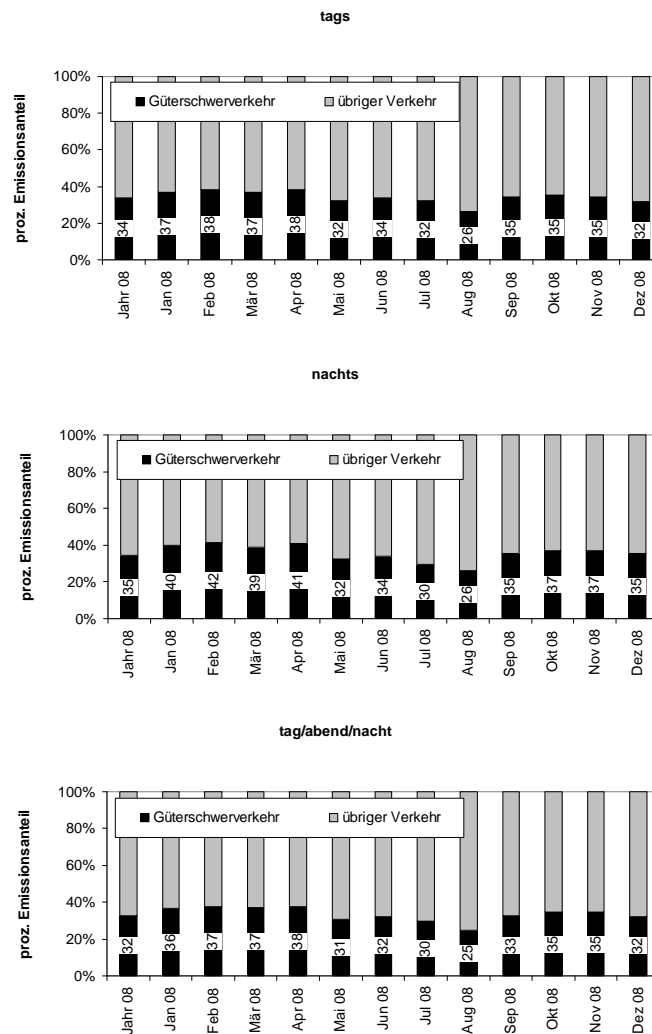 tags
proz. Emissionsanteil
100%
80%
60%
40%
20%
0%
Güterschwerverkehr übriger Verkehr
34 37 38 37 38 32 34 32 26 35 35 35 32
Jahr 08 Jan 08 Feb 08 Mär 08 Apr 08 Mai 08 Jun 08 Jul 08 Aug 08 Sep 08 Okt 08 Nov 08 Dez 08
nachts
proz. Emissionsanteil
100%
80%
60%
40%
20%
0%
Güterschwerverkehr übriger Verkehr
35 40 42 39 41 32 34 30 26 35 37 37 35
Jahr 08 Jan 08 Feb 08 Mär 08 Apr 08 Mai 08 Jun 08 Jul 08 Aug 08 Sep 08 Okt 08 Nov 08 Dez 08
tag/abend/nacht
proz. Emissionsanteil
100%
80%
60%
40%
20%
0%
Güterschwerverkehr übriger Verkehr
32 36 37 37 38 31 32 30 25 33 35 35 32
Jahr 08 Jan 08 Feb 08 Mär 08 Apr 08 Mai 08 Jun 08 Jul 08 Aug 08 Sep 08 Okt 08 Nov 08 Dez 08